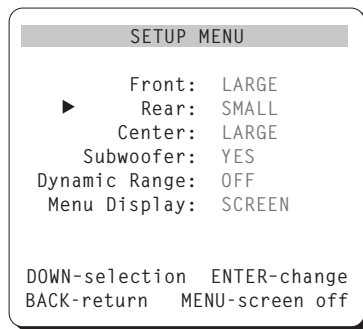 SETUP MENU
Front: LARGE
Rear: SMALL
Center: LARGE
Subwoofer: YES
Dynamic Range: OFF
Menu Display: SCREEN
DOWN-selection ENTER-change
BACK-return MENU-screen off